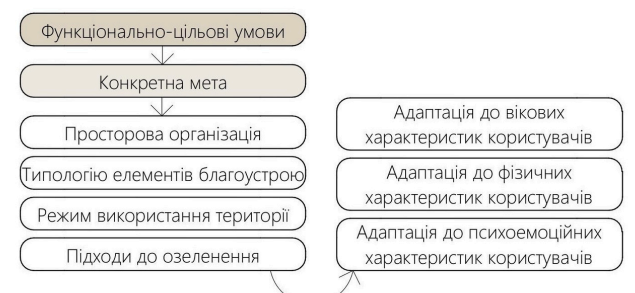 Функціонально-цільові умови
Конкретна мета
Просторова організація
Типологію елементів благоустрою
Режим використання території
Підходи до озеленення
Адаптація до вікових
характеристик користувачів
Адаптація до фізичних
характеристик користувачів
Адаптація до психоемоційних
характеристик користувачів